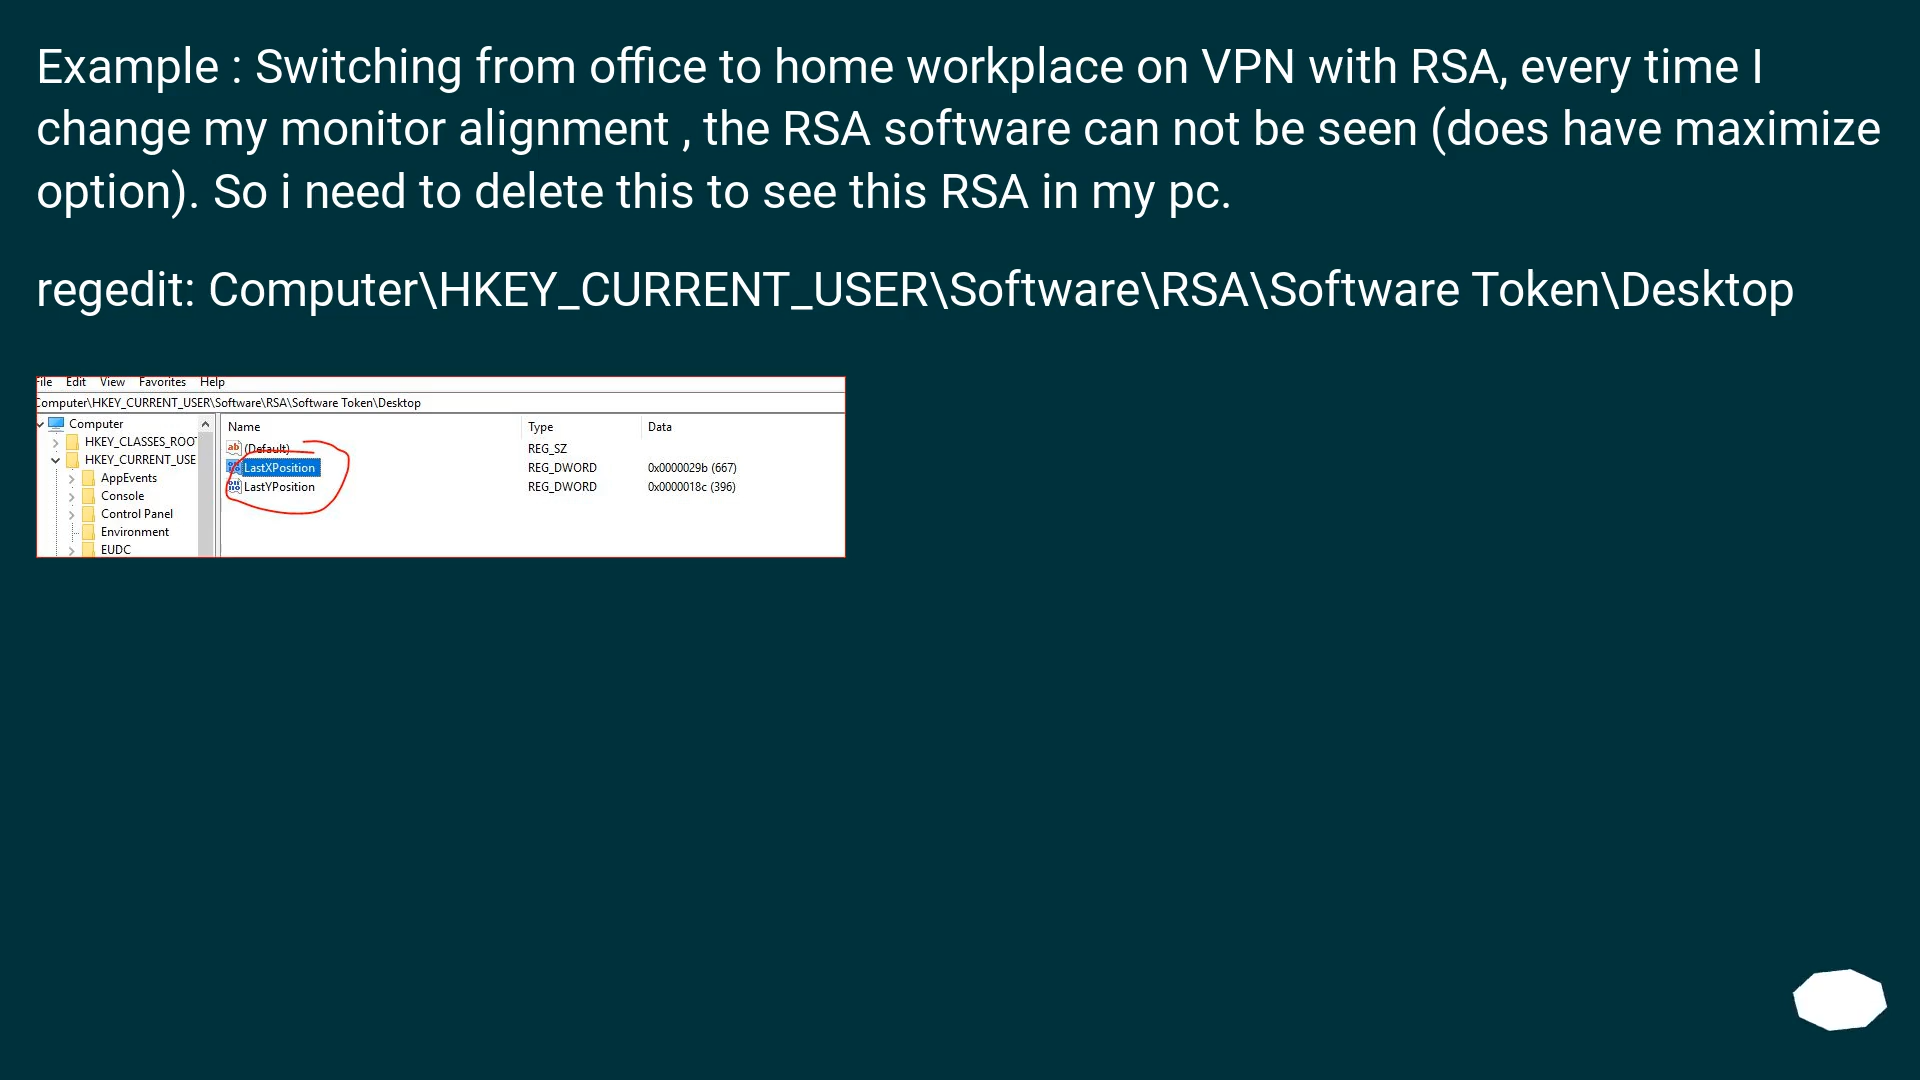 Example : Switching from office to home workplace on VPN with RSA, every time I
change my monitor alignment , the RSA software can not be seen (does have maximize
option). So i need to delete this to see this RSA in my pc.
regedit: Computer\HKEY_CURRENT_USER\Software\RSA\Software Token\Desktop
File Edit View Favorites Help
Computer\HKEY_CURRENT_USER\Software\RSA\Software Token\Desktop
Computer
HKEY_CLASSES_ROOT
HKEY_CURRENT_USE
AppEvents
Console
Control Panel
Environment
EUDC
Name Type Data
(Default) REG_SZ
LastXPosition REG_DWORD 0x0000029b (667)
LastYPosition REG_DWORD 0x0000018c (396)